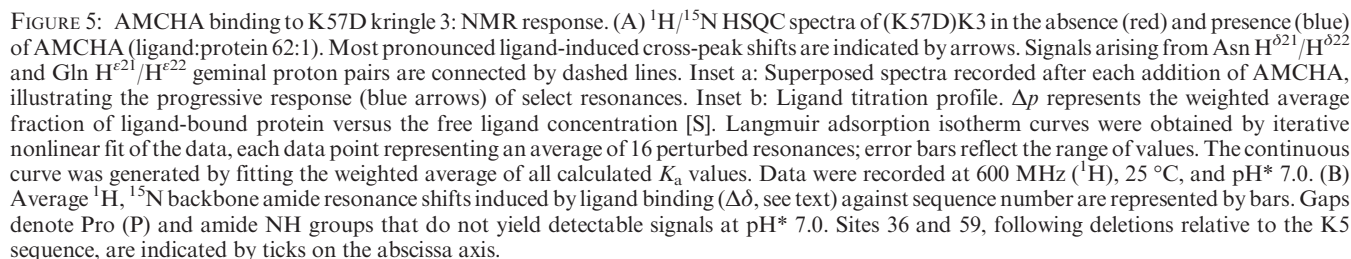 FIGURE 5: AMCHA binding to K57D kringle 3: NMR response. (A) ¹H/¹⁵N HSQC spectra of (K57D)K3 in the absence (red) and presence (blue)
of AMCHA (ligand:protein 62:1). Most pronounced ligand-induced cross-peak shifts are indicated by arrows. Signals arising from Asn Hᵟ²¹/Hᵟ²²
and Gln Hᵋ²¹/Hᵋ²² geminal proton pairs are connected by dashed lines. Inset a: Superposed spectra recorded after each addition of AMCHA,
illustrating the progressive response (blue arrows) of select resonances. Inset b: Ligand titration profile. Δp represents the weighted average
fraction of ligand-bound protein versus the free ligand concentration [S]. Langmuir adsorption isotherm curves were obtained by iterative
nonlinear fit of the data, each data point representing an average of 16 perturbed resonances; error bars reflect the range of values. The continuous
curve was generated by fitting the weighted average of all calculated Kₐ values. Data were recorded at 600 MHz (¹H), 25 °C, and pH* 7.0. (B)
Average ¹H, ¹⁵N backbone amide resonance shifts induced by ligand binding (Δδ, see text) against sequence number are represented by bars. Gaps
denote Pro (P) and amide NH groups that do not yield detectable signals at pH* 7.0. Sites 36 and 59, following deletions relative to the K5
sequence, are indicated by ticks on the abscissa axis.